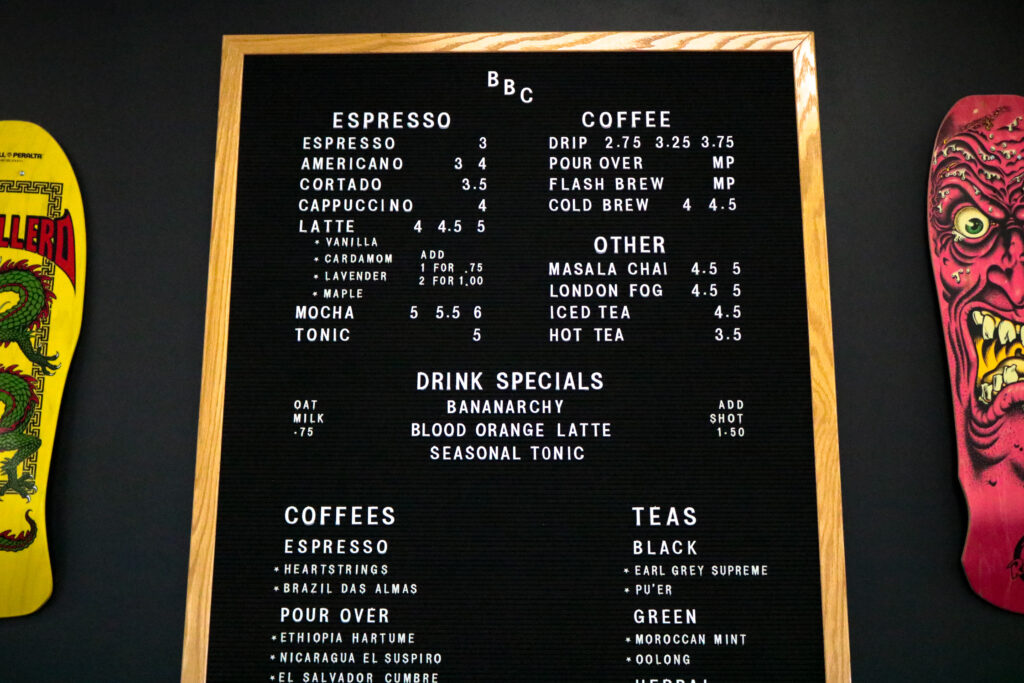 BBC
ESPRESSO
ESPRESSO 3
AMERICANO 3 4
CORTADO 3.5
CAPPUCCINO 4
LATTE 4 4.5 5
* VANILLA
* CARDAMOM
* LAVENDER
* MAPLE
ADD
1 FOR .75
2 FOR 1.00
MOCHA 5 5.5 6
TONIC 5
COFFEE
DRIP 2.75 3.25 3.75
POUR OVER MP
FLASH BREW MP
COLD BREW 4 4.5
OTHER
MASALA CHAI 4.5 5
LONDON FOG 4.5 5
ICED TEA 4.5
HOT TEA 3.5
DRINK SPECIALS
BANANARCHY
BLOOD ORANGE LATTE
SEASONAL TONIC
OAT
MILK
.75
ADD
SHOT
1.50
COFFEES
ESPRESSO
* HEARTSTRINGS
* BRAZIL DAS ALMAS
POUR OVER
* ETHIOPIA HARTUME
* NICARAGUA EL SUSPIRO
* EL SALVADOR CUMBRE
TEAS
BLACK
* EARL GREY SUPREME
* PU'ER
GREEN
* MOROCCAN MINT
* OOLONG
HERBAL
PERALTA
LLERO